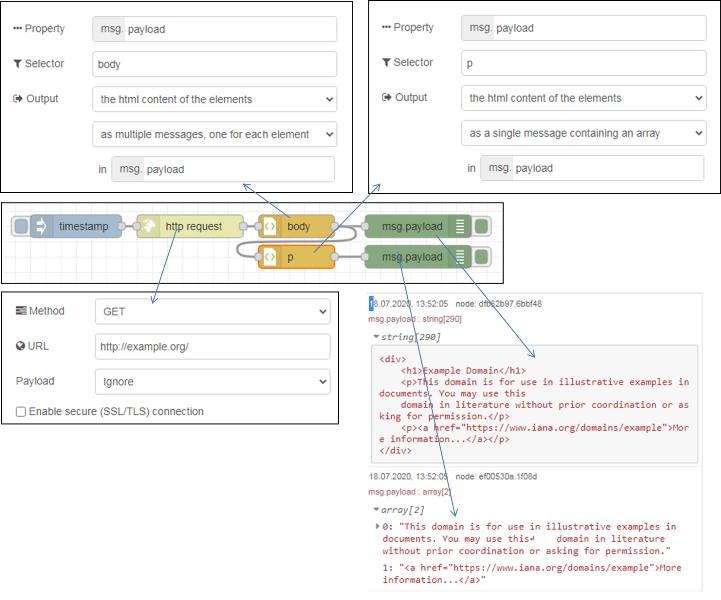 Property
msg. payload
Selector
body
Output
the html content of the elements
as multiple messages, one for each element
in msg. payload
Property
msg. payload
Selector
p
Output
the html content of the elements
as a single message containing an array
in msg. payload
timestamp
http request
body
msg.payload
p
msg.payload
Method
GET
URL
http://example.org/
Payload
Ignore
Enable secure (SSL/TLS) connection
18.07.2020, 13:52:05 node: dfb62b97.6bbf48
msg.payload : string[290]
string[290]
<div>
<h1>Example Domain</h1>
<p>This domain is for use in illustrative examples in
documents. You may use this
domain in literature without prior coordination or as
king for permission.</p>
<p><a href="https://www.iana.org/domains/example">Mor
e information...</a></p>
</div>
18.07.2020, 13:52:05 node: ef00530a.1f08d
msg.payload : array[2]
array[2]
0: "This domain is for use in illustrative examples in
documents. You may use this↵ domain in literature
without prior coordination or asking for permission."
1: "<a href="https://www.iana.org/domains/example">More
information...</a>"